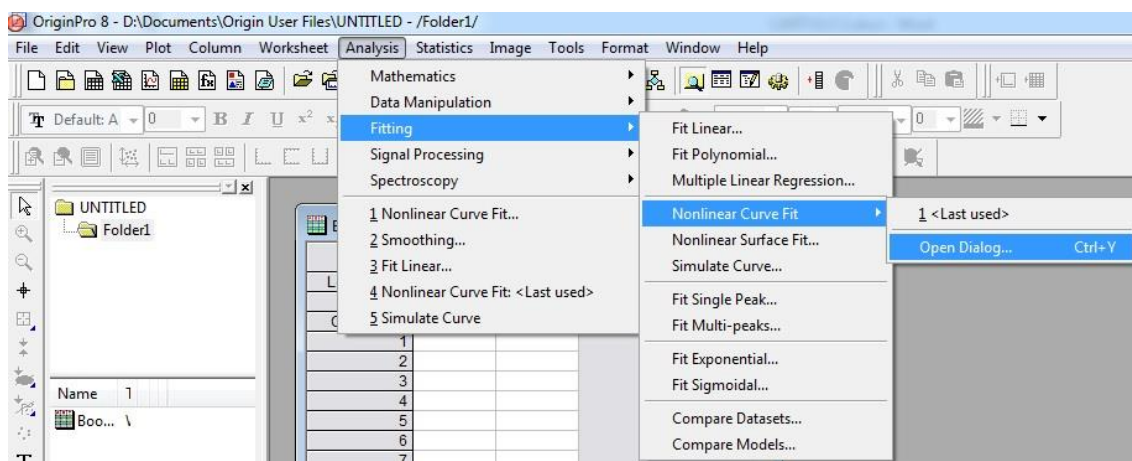 OriginPro 8 - D:\Documents\Origin User Files\UNTITLED - /Folder1/
File Edit View Plot Column Worksheet Analysis Statistics Image Tools Format Window Help
Default: A 0 B I U x² x
0
Mathematics
Data Manipulation
Fitting
Signal Processing
Spectroscopy
1 Nonlinear Curve Fit...
2 Smoothing...
3 Fit Linear...
4 Nonlinear Curve Fit: <Last used>
5 Simulate Curve
Fit Linear...
Fit Polynomial...
Multiple Linear Regression...
Nonlinear Curve Fit
Nonlinear Surface Fit...
Simulate Curve...
Fit Single Peak...
Fit Multi-peaks...
Fit Exponential...
Fit Sigmoidal...
Compare Datasets...
Compare Models...
1 <Last used>
Open Dialog... Ctrl+Y
UNTITLED
Folder1
Name 1
Boo... \
1
2
3
4
5
6
7